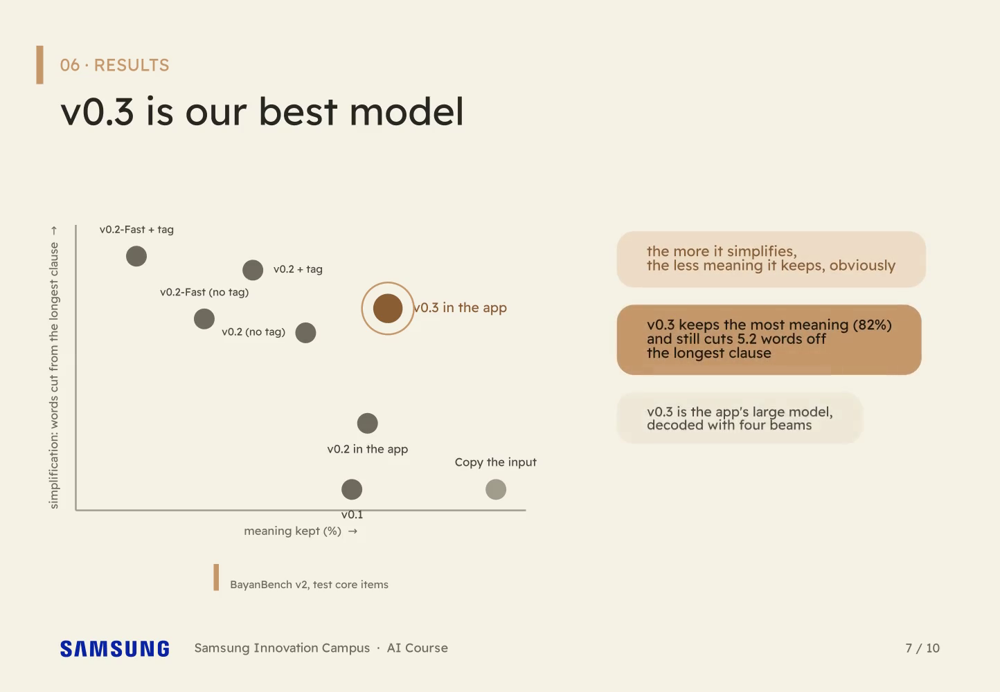 06 · RESULTS
v0.3 is our best model
simplification: words cut from the longest clause →
v0.2-Fast + tag
v0.2 + tag
v0.2-Fast (no tag)
v0.3 in the app
v0.2 (no tag)
v0.2 in the app
Copy the input
v0.1
meaning kept (%) →
BayanBench v2, test core items
the more it simplifies,
the less meaning it keeps, obviously
v0.3 keeps the most meaning (82%)
and still cuts 5.2 words off
the longest clause
v0.3 is the app's large model,
decoded with four beams
SAMSUNG
Samsung Innovation Campus · AI Course
7 / 10